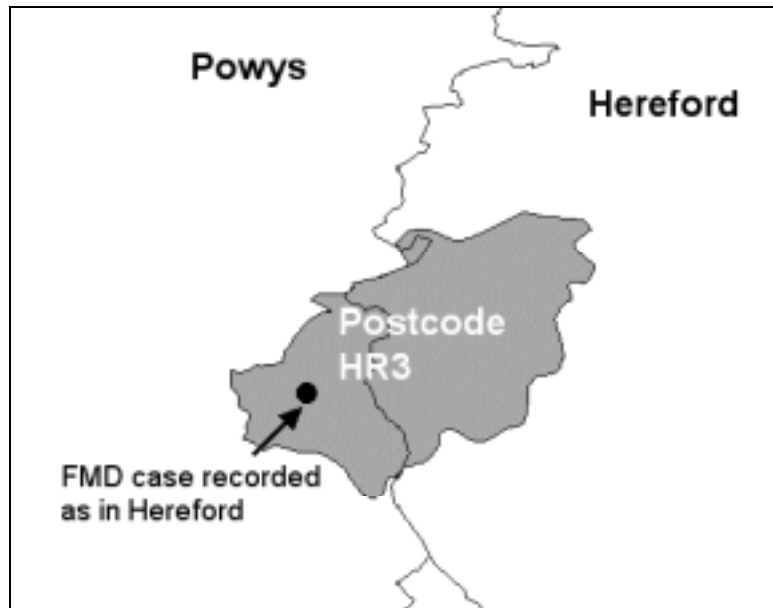 Powys
Hereford
Postcode
HR3
FMD case recorded
as in Hereford